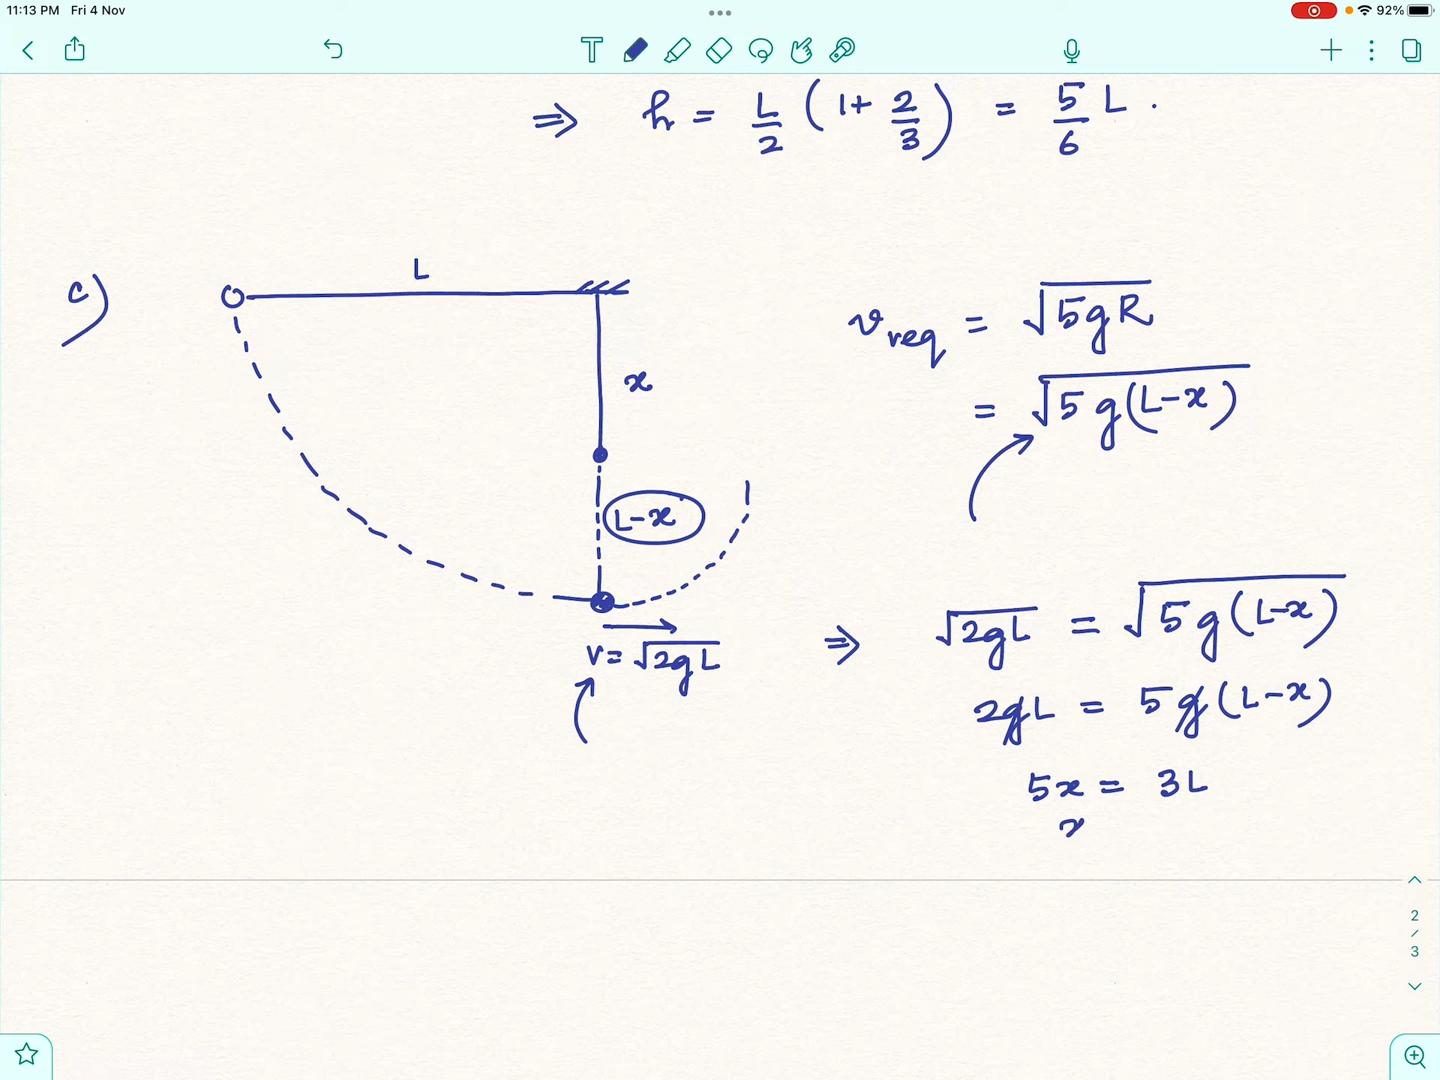 11:13 PM Fri 4 Nov
92%
T
⇒ h = L/2 (1 + 2/3) = 5/6 L .
c)
L
x
L-x
v = √2gL
v req = √5gR
= √5g(L-x)
⇒ √2gL = √5g(L-x)
2gL = 5g(L-x)
5x = 3L
x
2
/
3